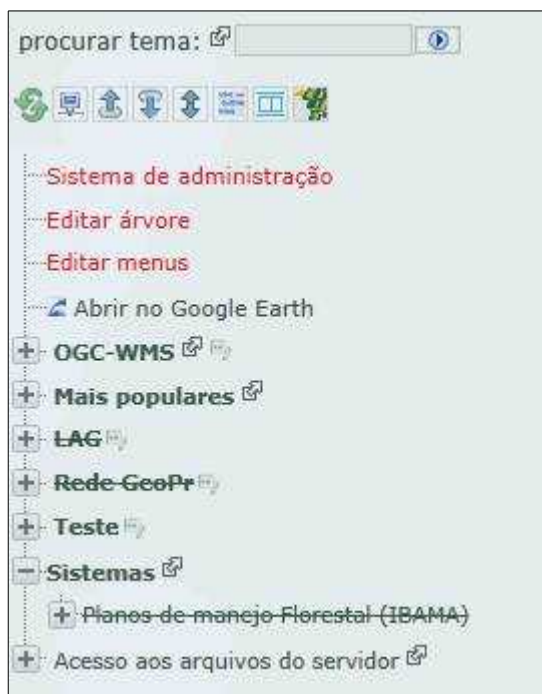 procurar tema:
Sistema de administração
Editar árvore
Editar menus
Abrir no Google Earth
OGC-WMS
Mais populares
LAG
Rede GeoPr
Teste
Sistemas
Planos de manejo Florestal (IBAMA)
Acesso aos arquivos do servidor